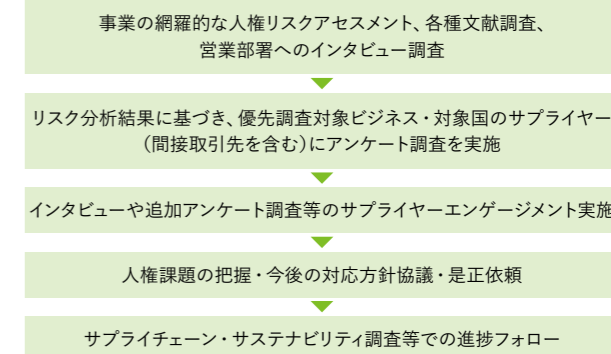 事業の網羅的な人権リスクアセスメント、各種文献調査、
営業部署へのインタビュー調査
リスク分析結果に基づき、優先調査対象ビジネス・対象国のサプライヤー
（間接取引先を含む）にアンケート調査を実施
インタビューや追加アンケート調査等のサプライヤーエンゲージメント実施
人権課題の把握・今後の対応方針協議・是正依頼
サプライチェーン・サステナビリティ調査等での進捗フォロー